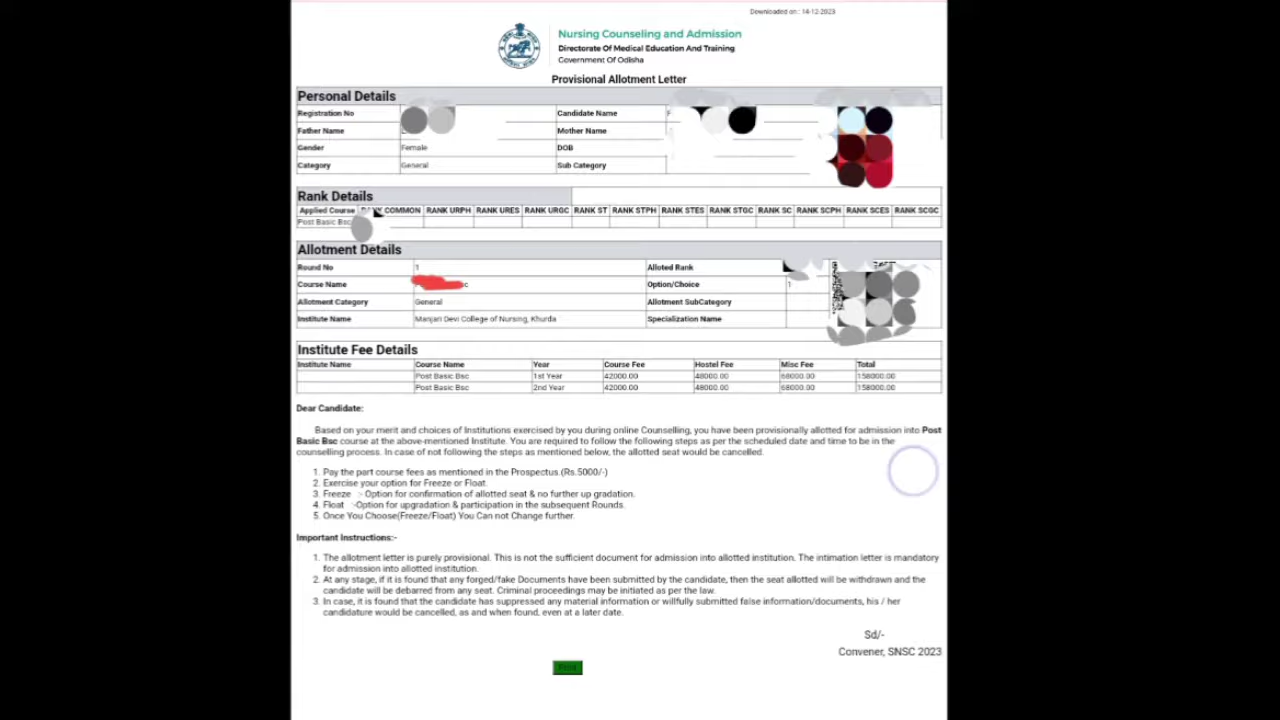 Downloaded on : 14-12-2023
Nursing Counseling and Admission
Directorate Of Medical Education And Training
Government Of Odisha
Provisional Allotment Letter
Personal Details
Registration No Candidate Name
Father Name Mother Name
Gender Female DOB
Category General Sub Category
Rank Details
Applied Course COMMON RANK URPH RANK URES RANK URGC RANK ST RANK STPH RANK STES RANK STGC RANK SC RANK SCPH RANK SCES RANK SCGC
Post Basic Bsc
Allotment Details
Round No 1 Alloted Rank
Course Name c Option/Choice 1
Allotment Category General Allotment SubCategory
Institute Name Manjari Devi College of Nursing, Khurda Specialization Name
Institute Fee Details
Institute Name Course Name Year Course Fee Hostel Fee Misc Fee Total
Post Basic Bsc 1st Year 42000.00 48000.00 68000.00 158000.00
Post Basic Bsc 2nd Year 42000.00 48000.00 68000.00 158000.00
Dear Candidate:
Based on your merit and choices of Institutions exercised by you during online Counselling, you have been provisionally allotted for admission into Post
Basic Bsc course at the above-mentioned Institute. You are required to follow the following steps as per the scheduled date and time to be in the
counselling process. In case of not following the steps as mentioned below, the allotted seat would be cancelled.
1. Pay the part course fees as mentioned in the Prospectus.(Rs.5000/-)
2. Exercise your option for Freeze or Float.
3. Freeze :- Option for confirmation of allotted seat & no further up gradation.
4. Float :-Option for upgradation & participation in the subsequent Rounds.
5. Once You Choose(Freeze/Float) You Can not Change further.
Important Instructions:-
1. The allotment letter is purely provisional. This is not the sufficient document for admission into allotted institution. The intimation letter is mandatory
for admission into allotted institution.
2. At any stage, if it is found that any forged/fake Documents have been submitted by the candidate, then the seat allotted will be withdrawn and the
candidate will be debarred from any seat. Criminal proceedings may be initiated as per the law.
3. In case, it is found that the candidate has suppressed any material information or willfully submitted false information/documents, his / her
candidature would be cancelled, as and when found, even at a later date.
Sd/-
Convener, SNSC 2023
Print